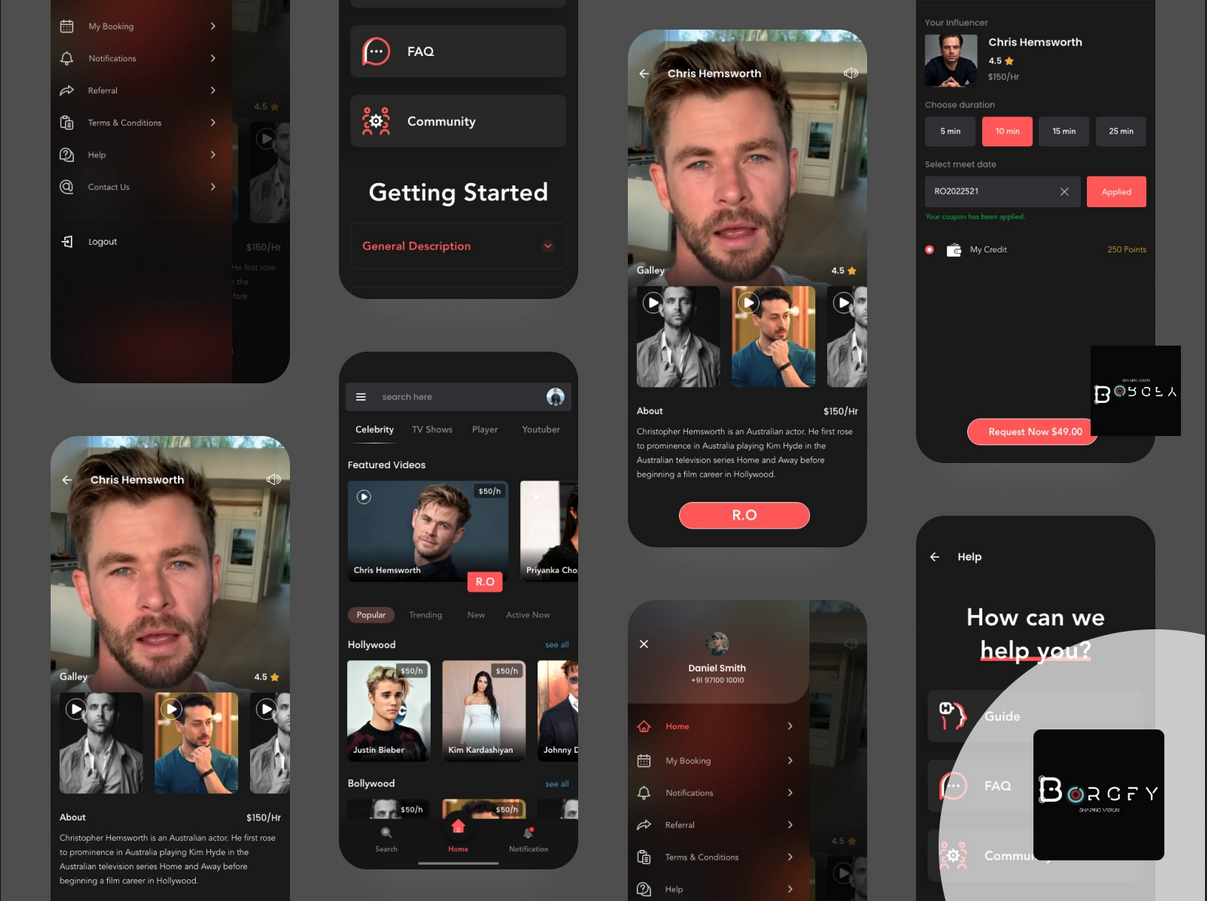 My Booking
Notifications
Referral
Terms & Conditions
Help
Contact Us
Logout
4.5
$150/Hr
He first rose
n the
efore
Chris Hemsworth
Galley
4.5
About
$150/Hr
Christopher Hemsworth is an Australian actor. He first rose
to prominence in Australia playing Kim Hyde in the
Australian television series Home and Away before
beginning a film career in Hollywood.
FAQ
Community
Getting Started
General Description
search here
Celebrity
TV Shows
Player
Youtuber
Featured Videos
$50/h
Chris Hemsworth
Priyanka Cho
R.O
Popular
Trending
New
Active Now
Hollywood
see all
$50/h
$50/h
Justin Bieber
Kim Kardashiyan
Johnny D
Bollywood
see all
$50/h
$50/h
Search
Home
Notification
Chris Hemsworth
Galley
4.5
About
$150/Hr
Christopher Hemsworth is an Australian actor. He first rose
to prominence in Australia playing Kim Hyde in the
Australian television series Home and Away before
beginning a film career in Hollywood.
R.O
Daniel Smith
+91 97100 10010
Home
My Booking
Notifications
Referral
Terms & Conditions
Help
4.5
Your Influencer
Chris Hemsworth
4.5
$150/Hr
Choose duration
5 min
10 min
15 min
25 min
Select meet date
RO2022521
Applied
Your coupon has been applied.
My Credit
250 Points
Request Now $49.00
Help
How can we
help you?
Guide
FAQ
Commu
BORGFY
SHAPING VISION